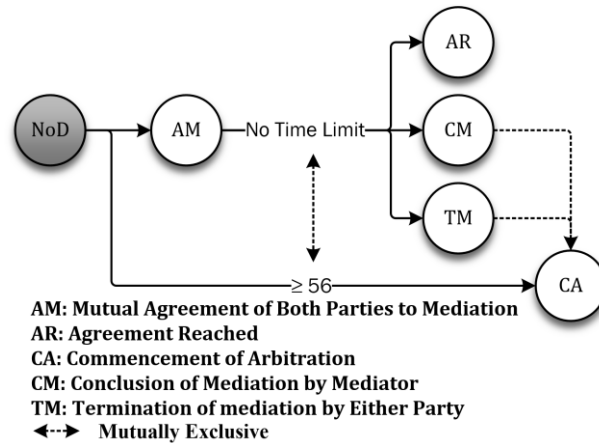 AR
NoD
AM
No Time Limit
CM
TM
≥ 56
CA
AM: Mutual Agreement of Both Parties to Mediation
AR: Agreement Reached
CA: Commencement of Arbitration
CM: Conclusion of Mediation by Mediator
TM: Termination of mediation by Either Party
Mutually Exclusive